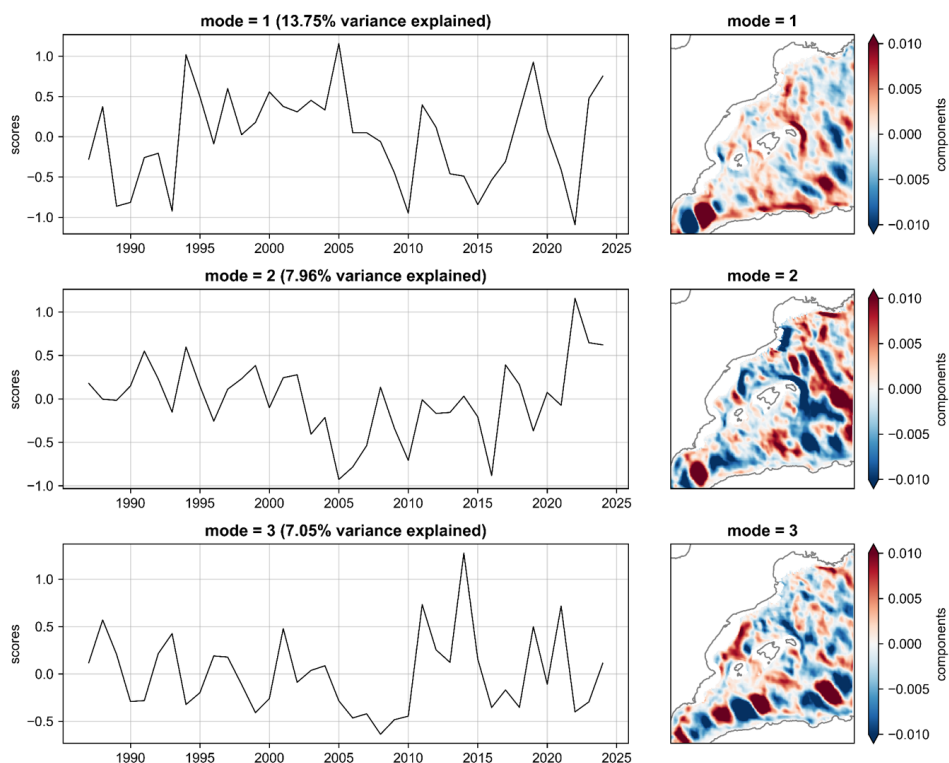 mode = 1 (13.75% variance explained)
mode = 1
scores
1.0
0.5
0.0
−0.5
−1.0
1990 1995 2000 2005 2010 2015 2020 2025
0.010
0.005
0.000
−0.005
−0.010
components
mode = 2 (7.96% variance explained)
mode = 2
scores
1.0
0.5
0.0
−0.5
−1.0
1990 1995 2000 2005 2010 2015 2020 2025
0.010
0.005
0.000
−0.005
−0.010
components
mode = 3 (7.05% variance explained)
mode = 3
scores
1.0
0.5
0.0
−0.5
1990 1995 2000 2005 2010 2015 2020 2025
0.010
0.005
0.000
−0.005
−0.010
components